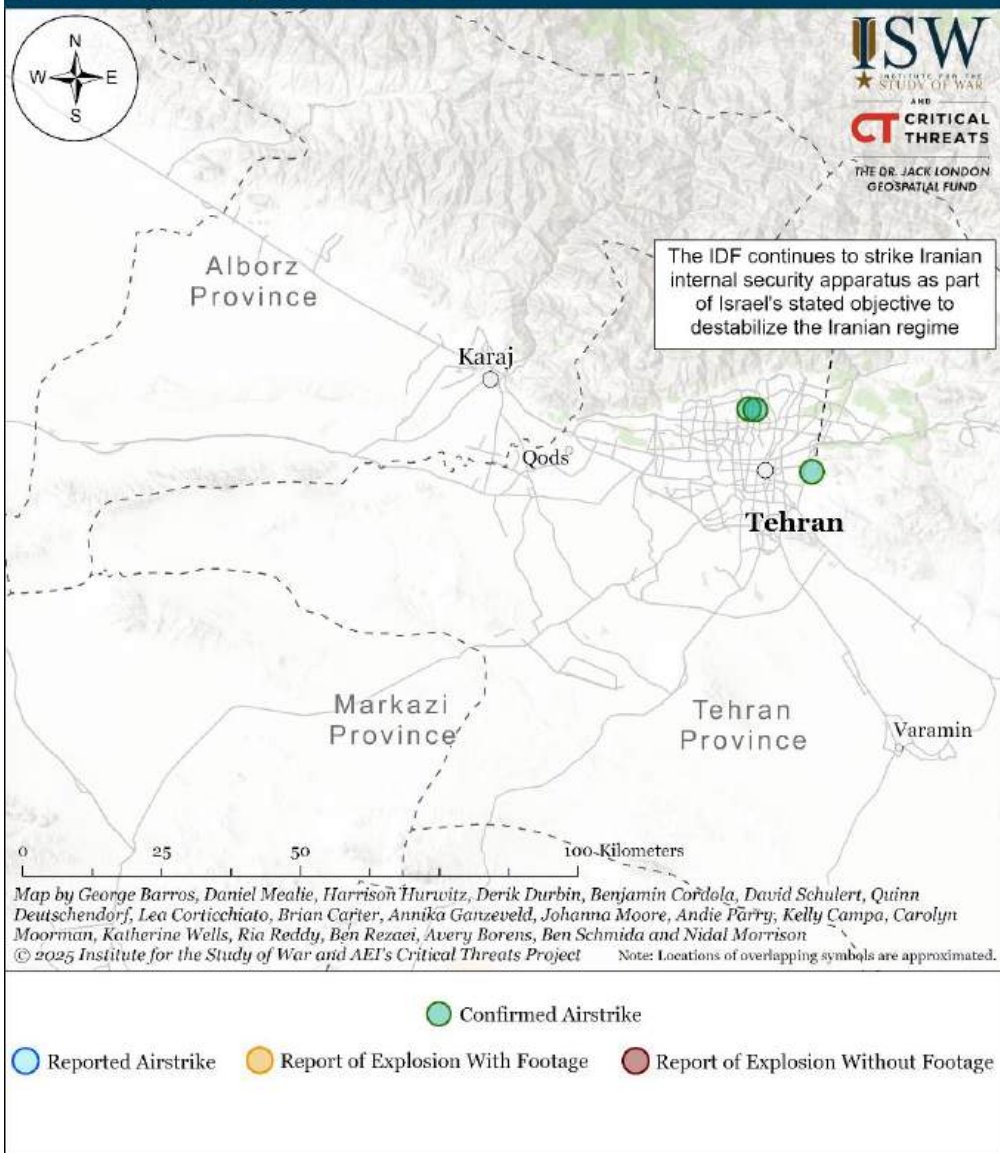 N
W E
S
ISW
INSTITUTE FOR THE
STUDY OF WAR
AND
CT CRITICAL
THREATS
THE DR. JACK LONDON
GEOSPATIAL FUND
The IDF continues to strike Iranian
internal security apparatus as part
of Israel's stated objective to
destabilize the Iranian regime
Alborz
Province
Karaj
Qods
Tehran
Markazi
Province
Tehran
Province
Varamin
0 25 50 100 Kilometers
Map by George Barros, Daniel Mealie, Harrison Hurwitz, Derik Durbin, Benjamin Cordola, David Schulert, Quinn
Deutschendorf, Lea Corticchiato, Brian Carter, Annika Ganzeveld, Johanna Moore, Andie Parry, Kelly Campa, Carolyn
Moorman, Katherine Wells, Ria Reddy, Ben Rezaei, Avery Borens, Ben Schmida and Nidal Morrison
© 2025 Institute for the Study of War and AEI's Critical Threats Project Note: Locations of overlapping symbols are approximated.
Confirmed Airstrike
Reported Airstrike Report of Explosion With Footage Report of Explosion Without Footage